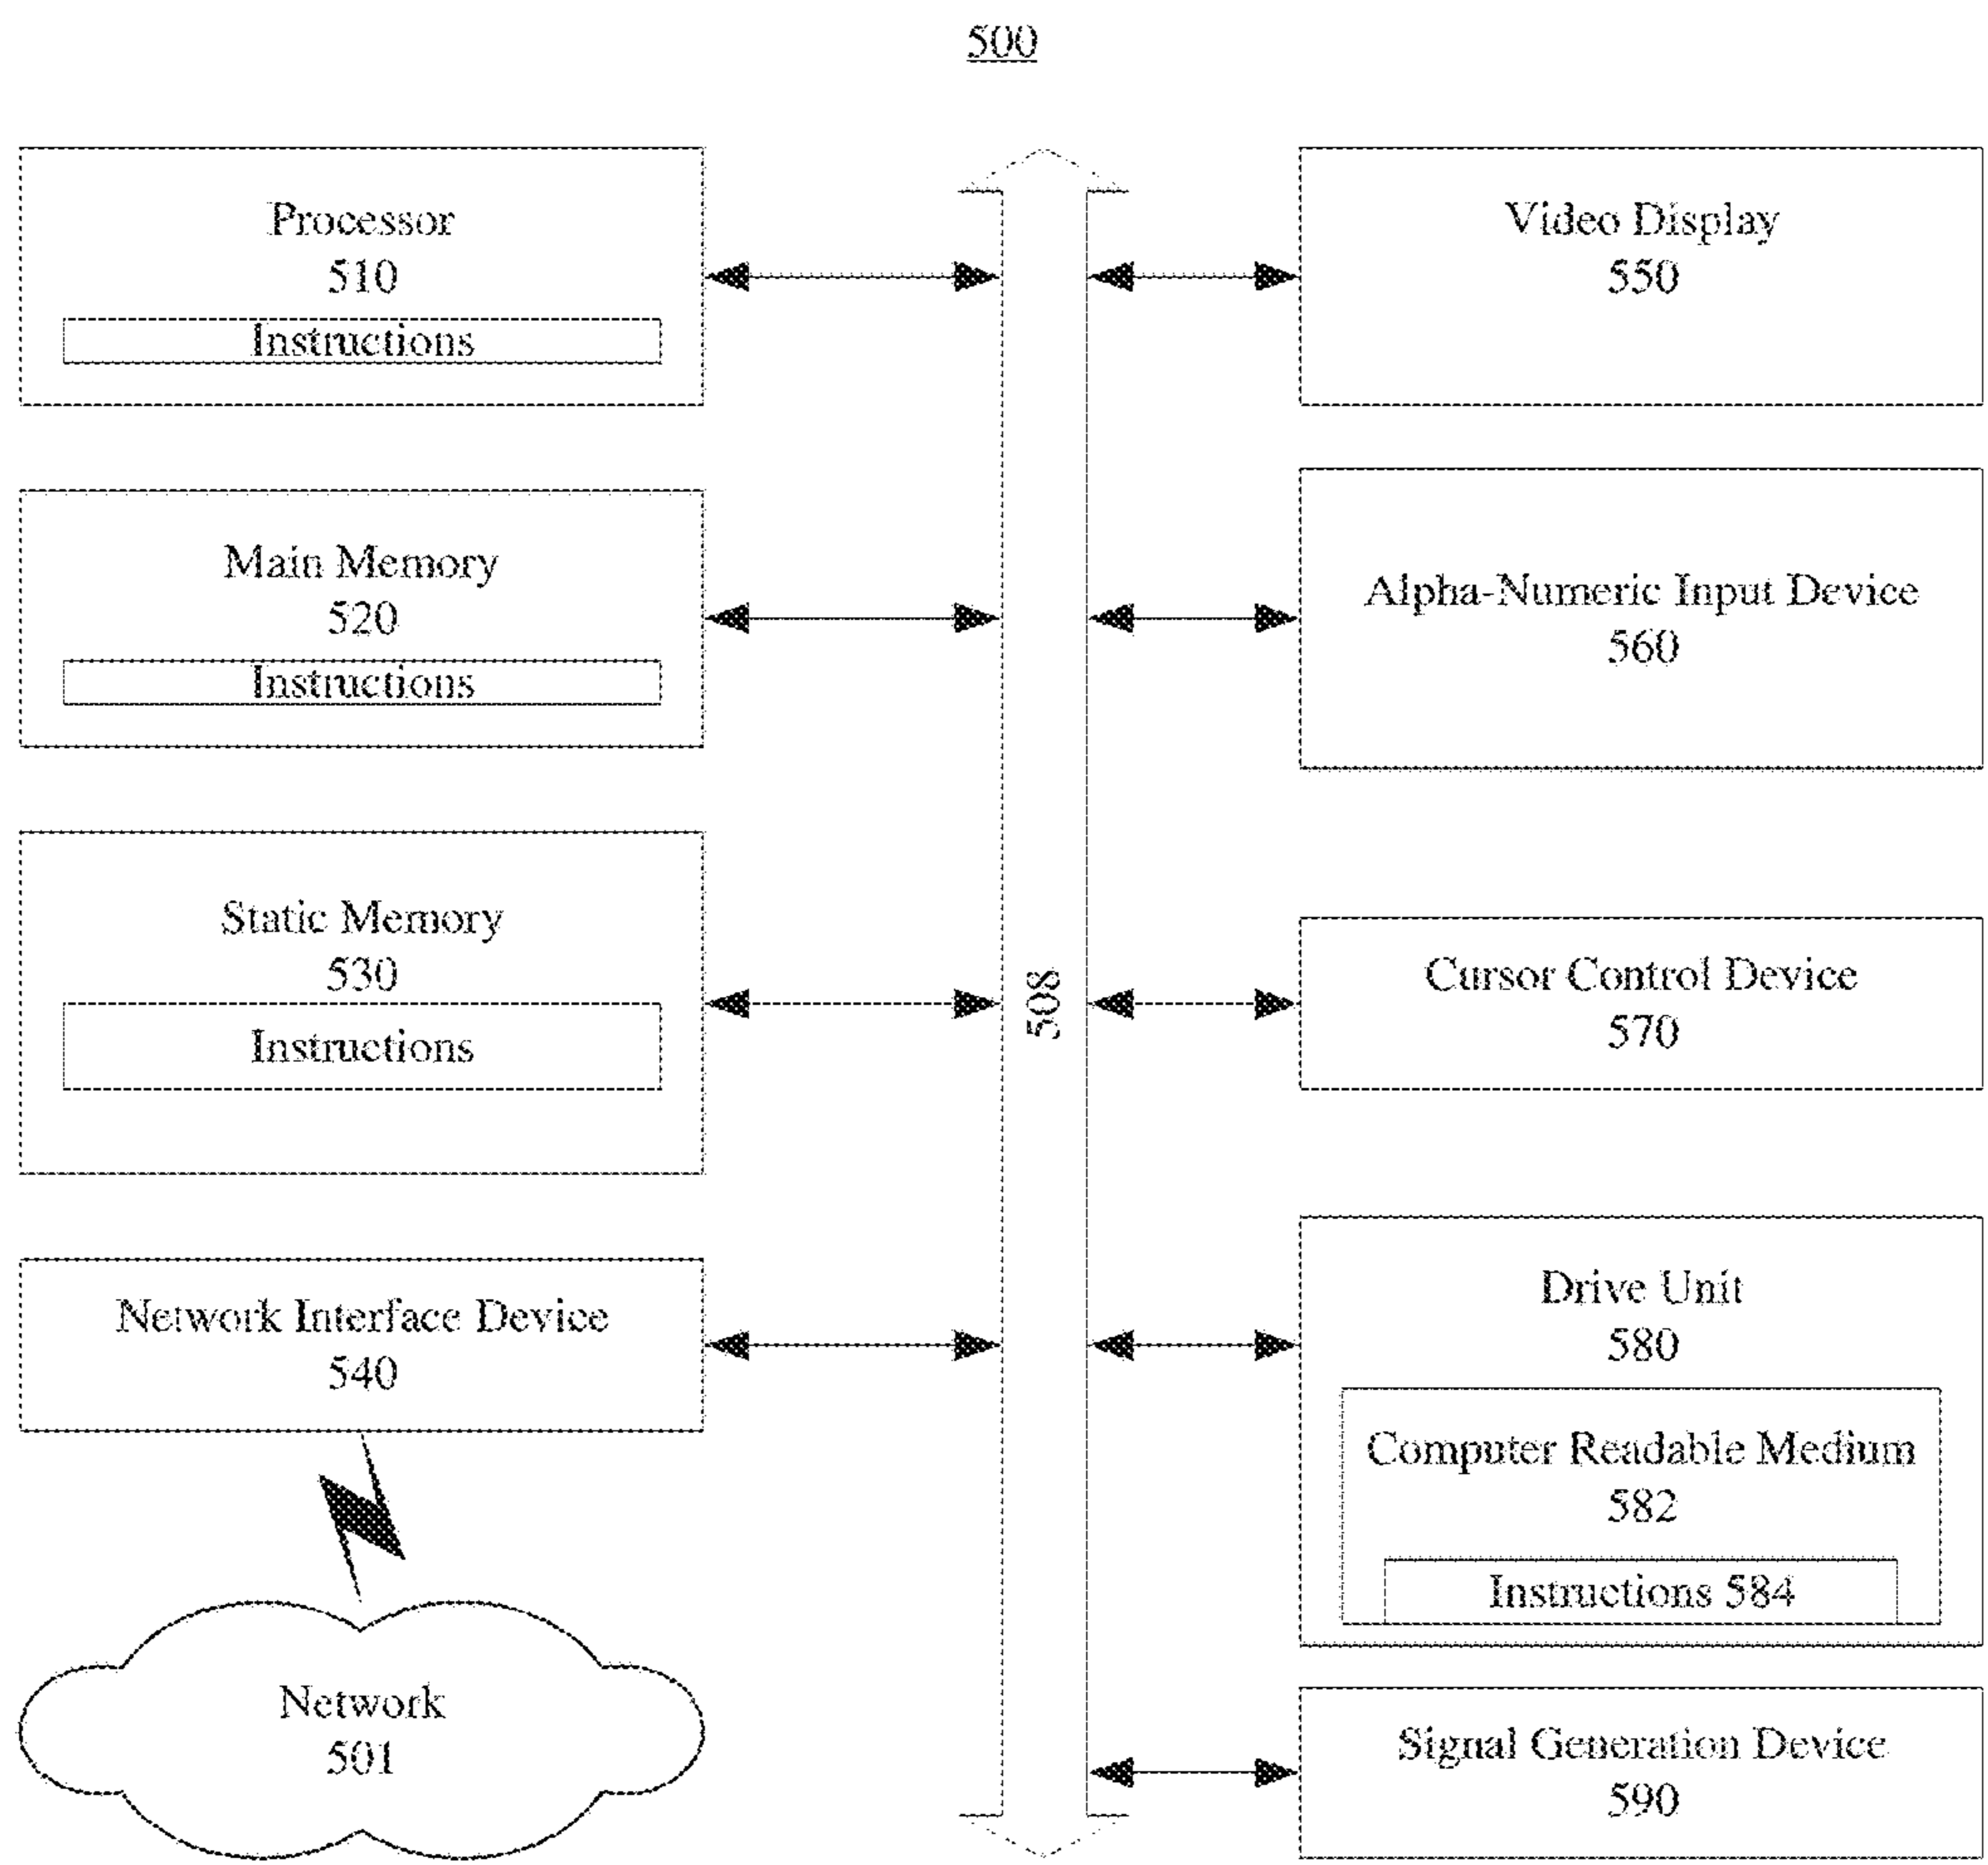 500
Processor
510
Instructions
Main Memory
520
Instructions
Static Memory
530
Instructions
Network Interface Device
540
Network
501
508
Video Display
550
Alpha-Numeric Input Device
560
Cursor Control Device
570
Drive Unit
580
Computer Readable Medium
582
Instructions 584
Signal Generation Device
590